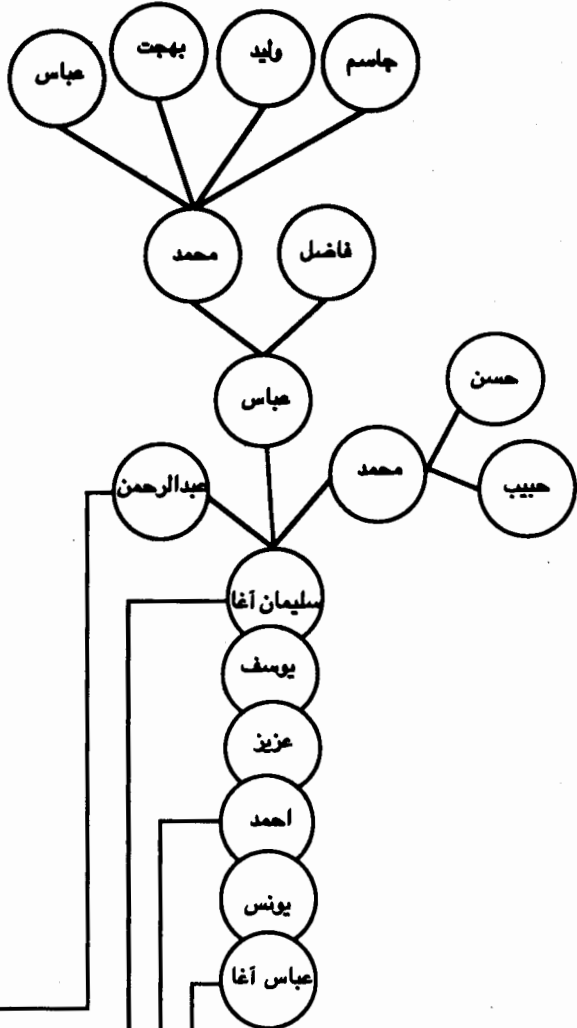 جاسم
وليد
بهجت
عباس
فاضل
محمد
حسن
عباس
محمد
حبيب
عبدالرحمن
سليمان آغا
يوسف
عزيز
احمد
يونس
عباس آغا